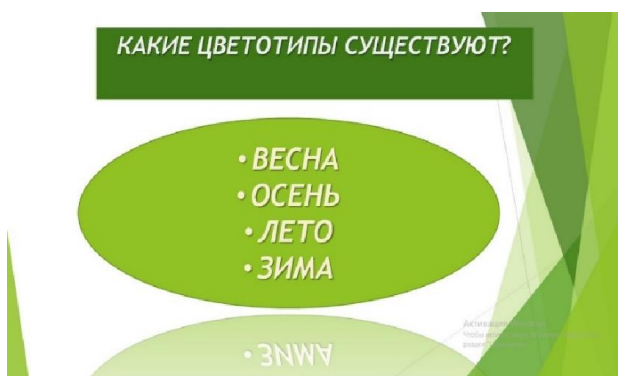 КАКИЕ ЦВЕТОТИПЫ СУЩЕСТВУЮТ?
• ВЕСНА
• ОСЕНЬ
• ЛЕТО
• ЗИМА